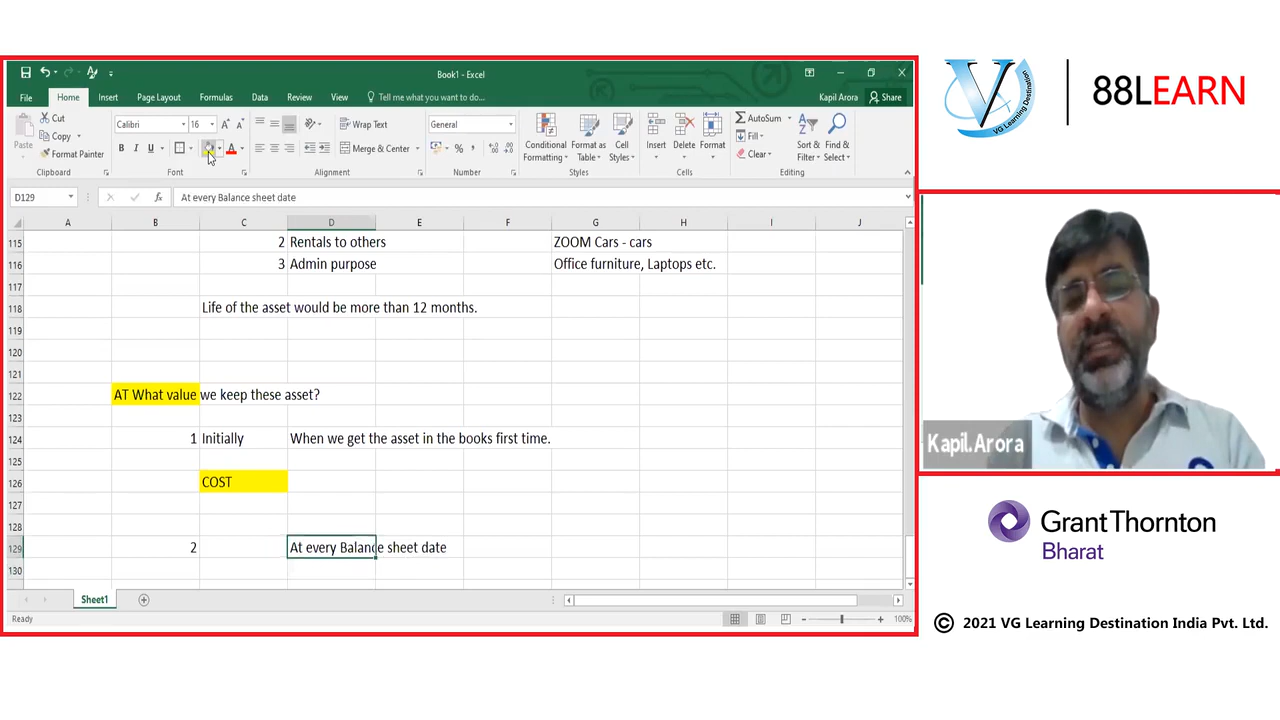 Book1 - Excel
File Home Insert Page Layout Formulas Data Review View Tell me what you want to do... Kapil Arora Share
Paste Cut Copy Format Painter Clipboard
Calibri 16 A A B I U A Font
Wrap Text Merge & Center Alignment
General % , Number
Conditional Formatting Format as Table Cell Styles Styles
Insert Delete Format Cells
AutoSum Fill Clear Sort & Filter Find & Select Editing
D129 fx At every Balance sheet date
A B C D E F G H I J
115 2 Rentals to others ZOOM Cars - cars
116 3 Admin purpose Office furniture, Laptops etc.
117
118 Life of the asset would be more than 12 months.
119
120
121
122 AT What value we keep these asset?
123
124 1 Initially When we get the asset in the books first time.
125
126 COST
127
128
129 2 At every Balance sheet date
130
Sheet1
Ready 100%
V VG Learning Destination
88LEARN
Kapil.Arora
Grant Thornton
Bharat
© 2021 VG Learning Destination India Pvt. Ltd.